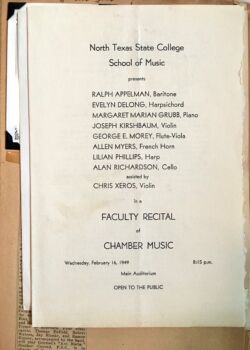 North Texas State College
School of Music
presents
RALPH APPELMAN, Baritone
EVELYN DELONG, Harpsichord
MARGARET MARIAN GRUBB, Piano
JOSEPH KIRSHBAUM, Violin
GEORGE E. MOREY, Flute-Viola
ALLEN MYERS, French Horn
LILIAN PHILLIPS, Harp
ALAN RICHARDSON, Cello
assisted by
CHRIS XEROS, Violin
in a
FACULTY RECITAL
of
CHAMBER MUSIC
Wednesday, February 16, 1949 8:15 p.m.
Main Auditorium
OPEN TO THE PUBLIC